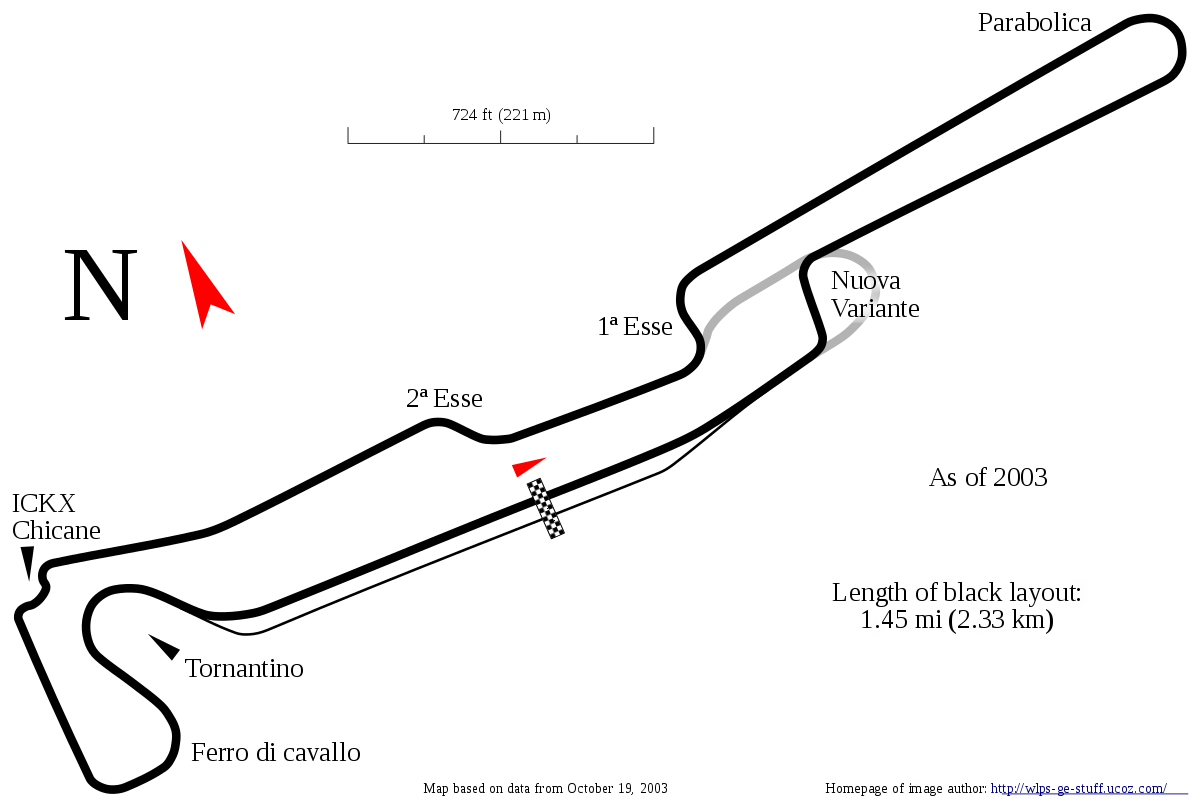 Parabolica
724 ft (221 m)
N
Nuova
Variante
1ª Esse
2ª Esse
As of 2003
ICKX
Chicane
Length of black layout:
1.45 mi (2.33 km)
Tornantino
Ferro di cavallo
Map based on data from October 19, 2003
Homepage of image author: http://wlps-ge-stuff.ucoz.com/